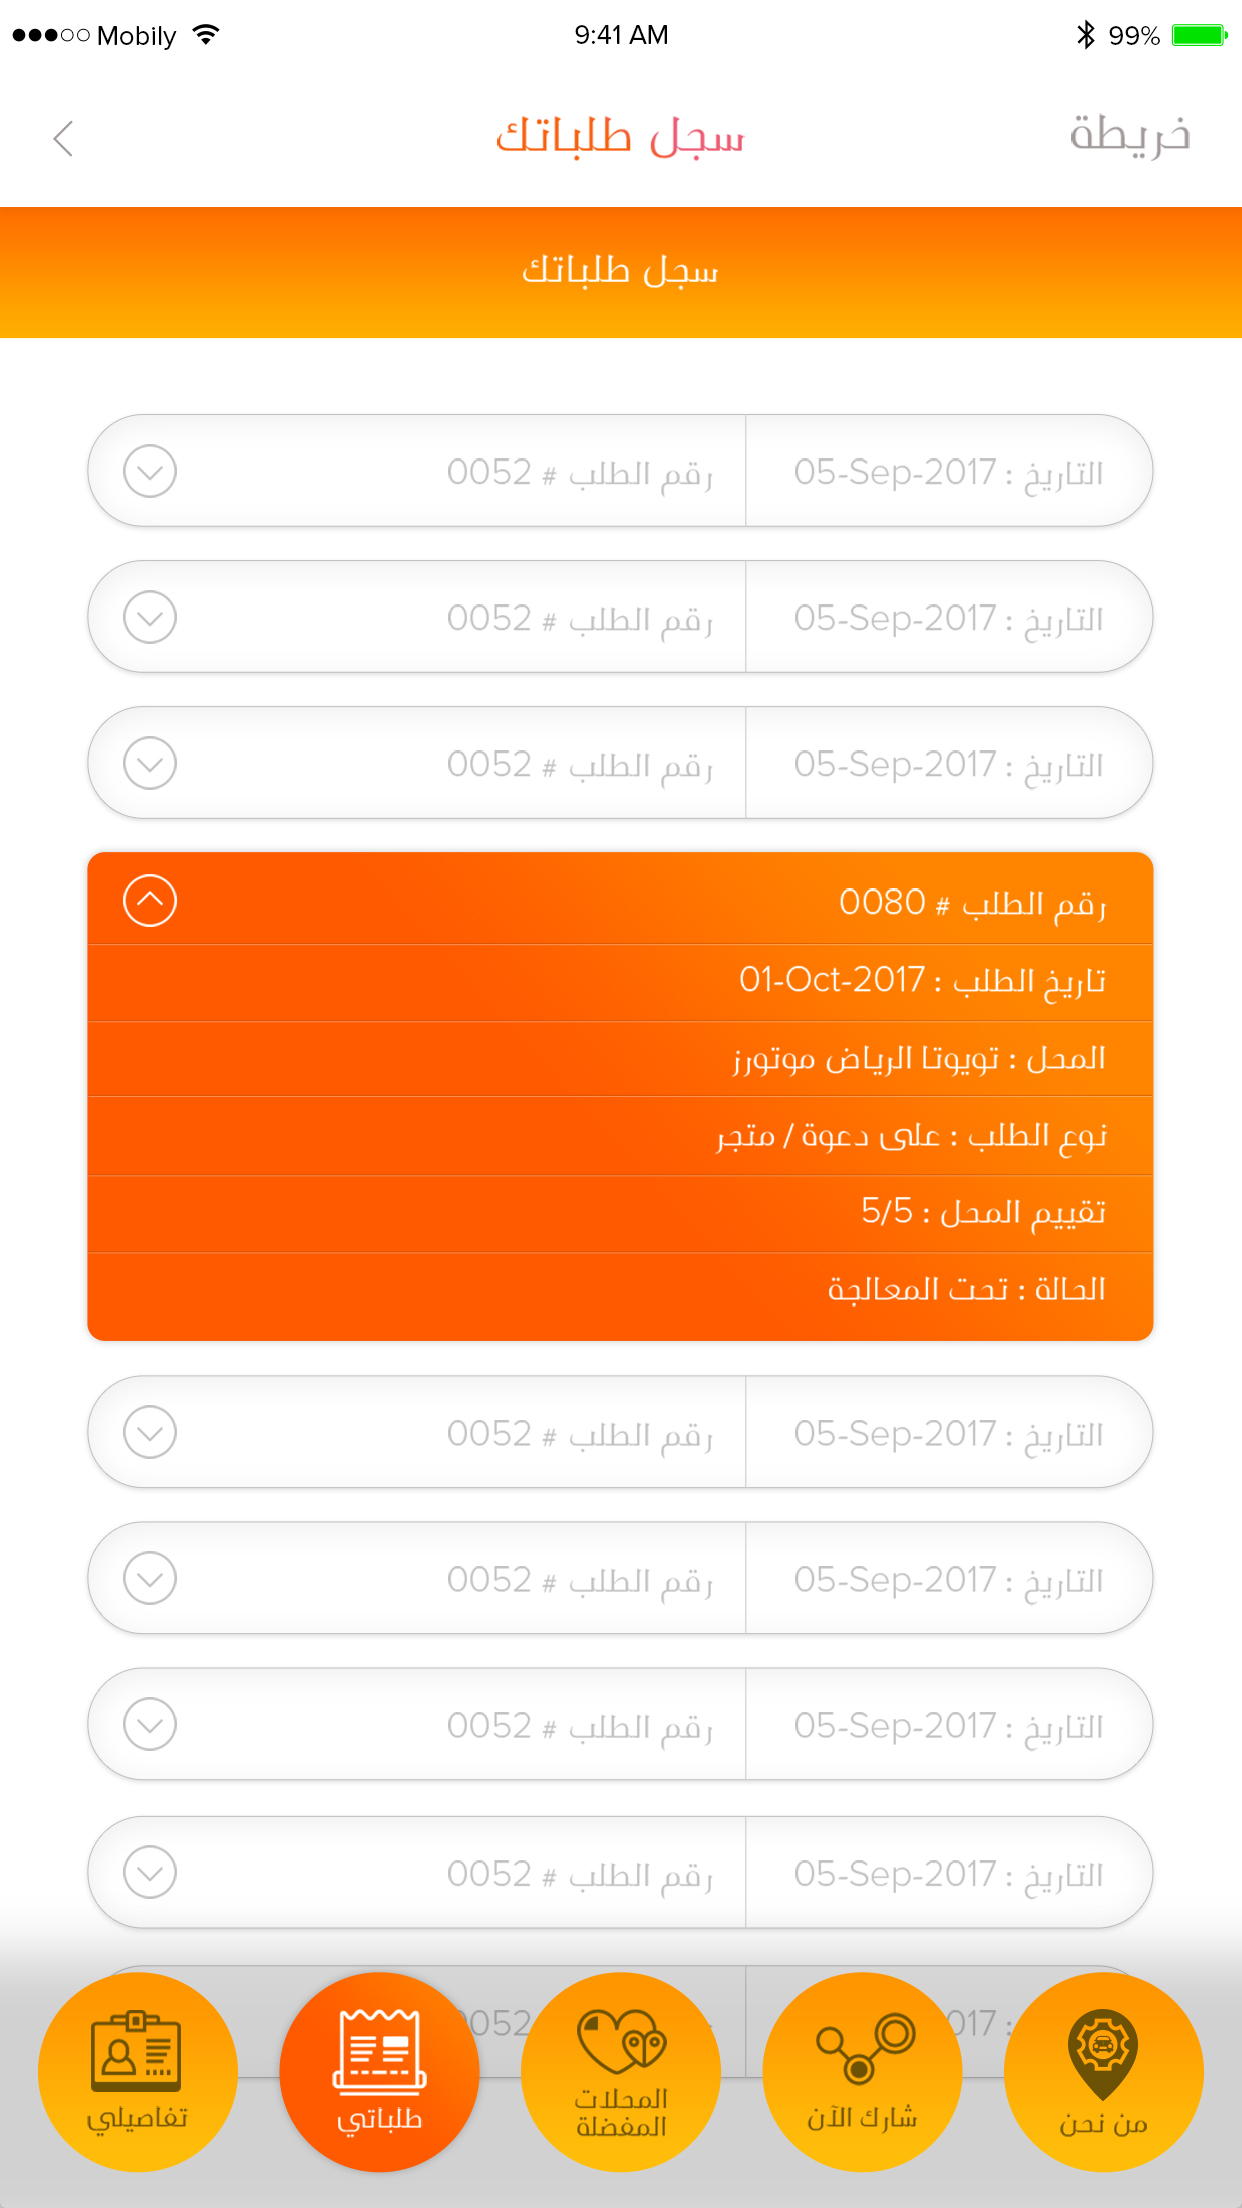 Mobily 9:41 AM 99%
خريطة سجل طلباتك
سجل طلباتك
التاريخ : 05-Sep-2017 رقم الطلب # 0052
التاريخ : 05-Sep-2017 رقم الطلب # 0052
التاريخ : 05-Sep-2017 رقم الطلب # 0052
رقم الطلب # 0080
تاريخ الطلب : 01-Oct-2017
المحل : تويوتا الرياض موتورز
نوع الطلب : على دعوة / متجر
تقييم المحل : 5/5
الحالة : تحت المعالجة
التاريخ : 05-Sep-2017 رقم الطلب # 0052
التاريخ : 05-Sep-2017 رقم الطلب # 0052
التاريخ : 05-Sep-2017 رقم الطلب # 0052
التاريخ : 05-Sep-2017 رقم الطلب # 0052
من نحن
شارك الآن
المحلات
المفضلة
طلباتي
تفاصيلي